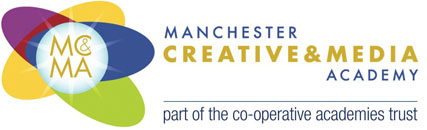 MC&MA
MANCHESTER
CREATIVE&MEDIA
ACADEMY
part of the co-operative academies trust